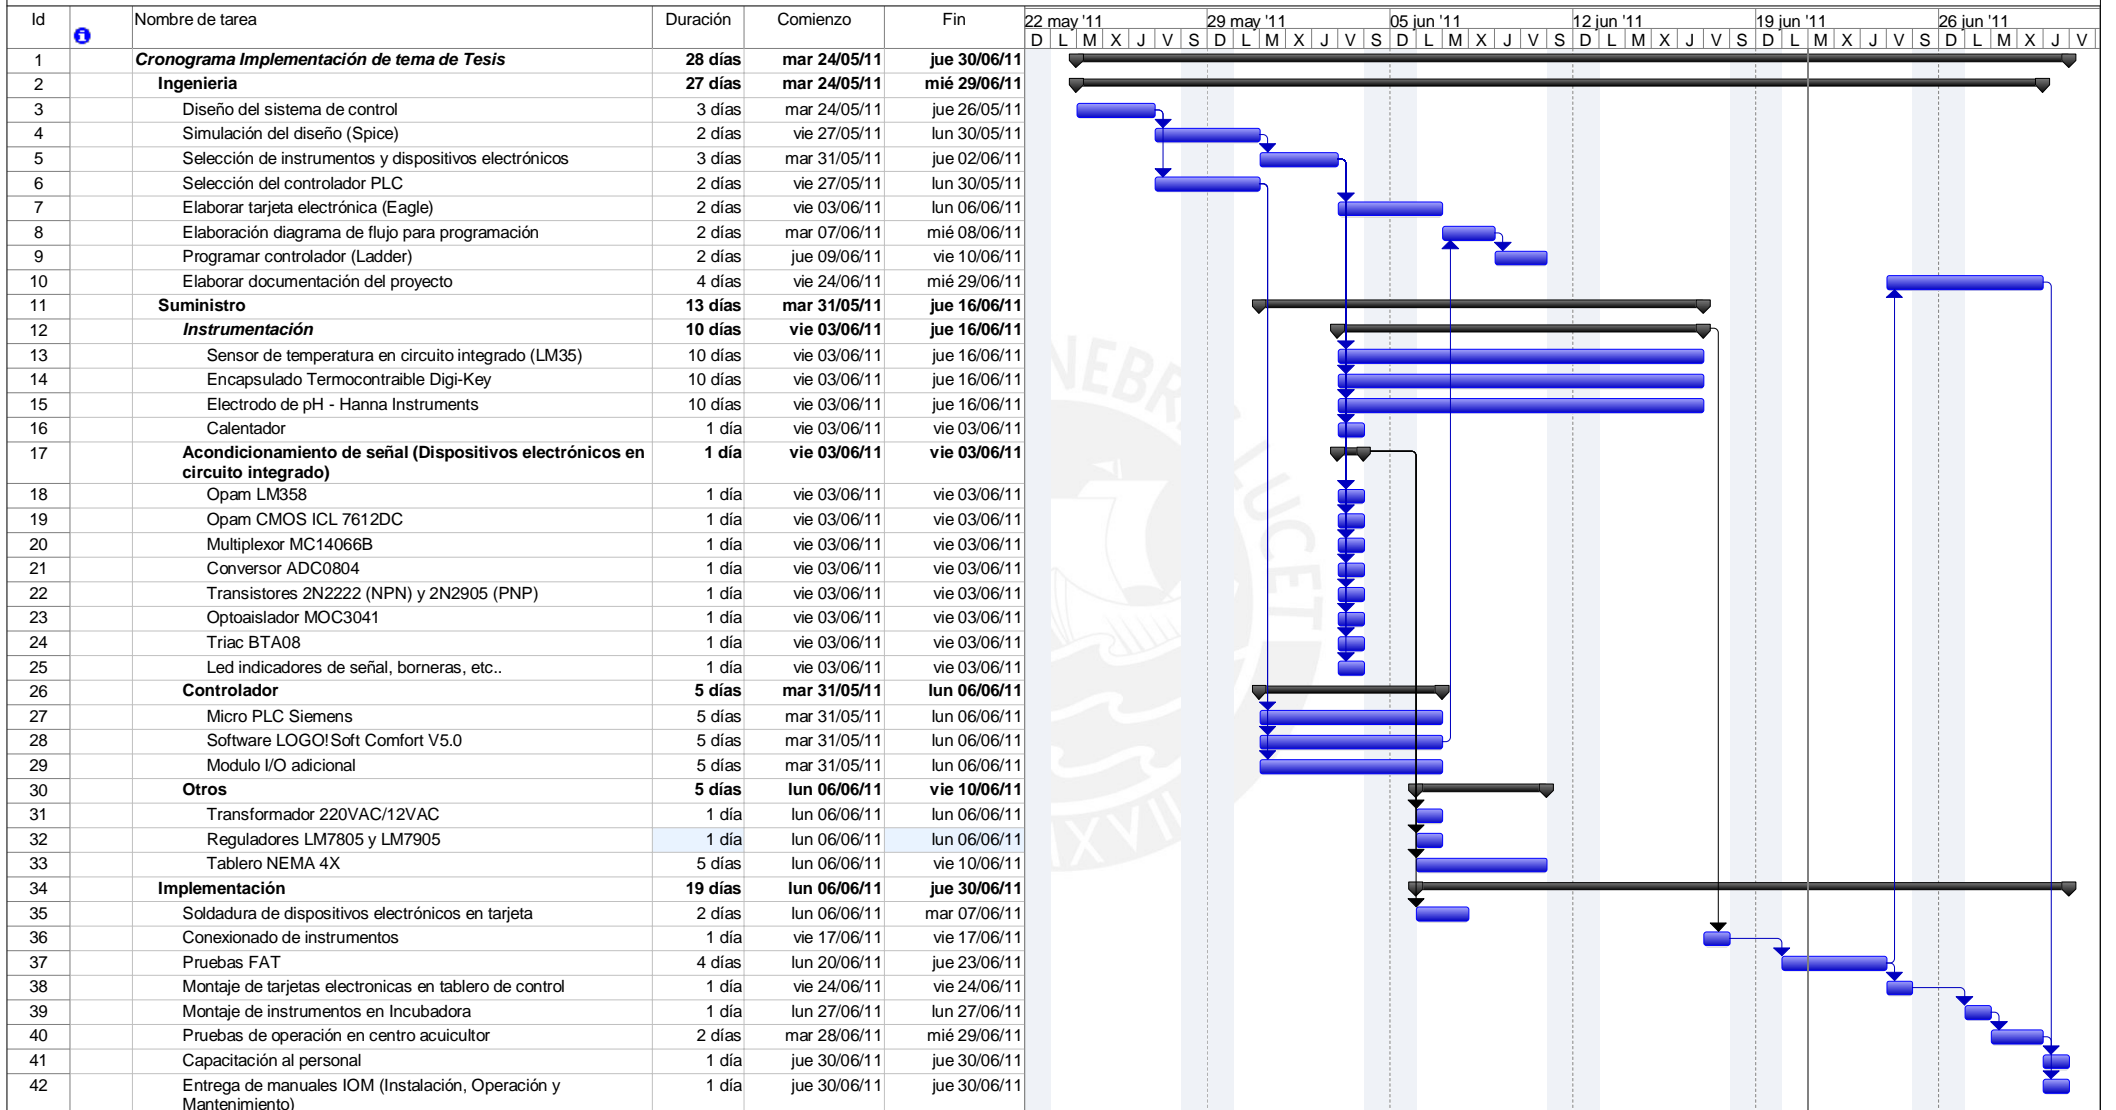 Id Nombre de tarea Duración Comienzo Fin 22 may '11 29 may '11 05 jun '11 12 jun '11 19 jun '11 26 jun '11
D L M X J V S D L M X J V S D L M X J V S D L M X J V S D L M X J V S D L M X J V
1 Cronograma Implementación de tema de Tesis 28 días mar 24/05/11 jue 30/06/11
2 Ingenieria 27 días mar 24/05/11 mié 29/06/11
3 Diseño del sistema de control 3 días mar 24/05/11 jue 26/05/11
4 Simulación del diseño (Spice) 2 días vie 27/05/11 lun 30/05/11
5 Selección de instrumentos y dispositivos electrónicos 3 días mar 31/05/11 jue 02/06/11
6 Selección del controlador PLC 2 días vie 27/05/11 lun 30/05/11
7 Elaborar tarjeta electrónica (Eagle) 2 días vie 03/06/11 lun 06/06/11
8 Elaboración diagrama de flujo para programación 2 días mar 07/06/11 mié 08/06/11
9 Programar controlador (Ladder) 2 días jue 09/06/11 vie 10/06/11
10 Elaborar documentación del proyecto 4 días vie 24/06/11 mié 29/06/11
11 Suministro 13 días mar 31/05/11 jue 16/06/11
12 Instrumentación 10 días vie 03/06/11 jue 16/06/11
13 Sensor de temperatura en circuito integrado (LM35) 10 días vie 03/06/11 jue 16/06/11
14 Encapsulado Termocontraible Digi-Key 10 días vie 03/06/11 jue 16/06/11
15 Electrodo de pH - Hanna Instruments 10 días vie 03/06/11 jue 16/06/11
16 Calentador 1 día vie 03/06/11 vie 03/06/11
17 Acondicionamiento de señal (Dispositivos electrónicos en 1 día vie 03/06/11 vie 03/06/11
circuito integrado)
18 Opam LM358 1 día vie 03/06/11 vie 03/06/11
19 Opam CMOS ICL 7612DC 1 día vie 03/06/11 vie 03/06/11
20 Multiplexor MC14066B 1 día vie 03/06/11 vie 03/06/11
21 Conversor ADC0804 1 día vie 03/06/11 vie 03/06/11
22 Transistores 2N2222 (NPN) y 2N2905 (PNP) 1 día vie 03/06/11 vie 03/06/11
23 Optoaislador MOC3041 1 día vie 03/06/11 vie 03/06/11
24 Triac BTA08 1 día vie 03/06/11 vie 03/06/11
25 Led indicadores de señal, borneras, etc.. 1 día vie 03/06/11 vie 03/06/11
26 Controlador 5 días mar 31/05/11 lun 06/06/11
27 Micro PLC Siemens 5 días mar 31/05/11 lun 06/06/11
28 Software LOGO!Soft Comfort V5.0 5 días mar 31/05/11 lun 06/06/11
29 Modulo I/O adicional 5 días mar 31/05/11 lun 06/06/11
30 Otros 5 días lun 06/06/11 vie 10/06/11
31 Transformador 220VAC/12VAC 1 día lun 06/06/11 lun 06/06/11
32 Reguladores LM7805 y LM7905 1 día lun 06/06/11 lun 06/06/11
33 Tablero NEMA 4X 5 días lun 06/06/11 vie 10/06/11
34 Implementación 19 días lun 06/06/11 jue 30/06/11
35 Soldadura de dispositivos electrónicos en tarjeta 2 días lun 06/06/11 mar 07/06/11
36 Conexionado de instrumentos 1 día vie 17/06/11 vie 17/06/11
37 Pruebas FAT 4 días lun 20/06/11 jue 23/06/11
38 Montaje de tarjetas electronicas en tablero de control 1 día vie 24/06/11 vie 24/06/11
39 Montaje de instrumentos en Incubadora 1 día lun 27/06/11 lun 27/06/11
40 Pruebas de operación en centro acuicultor 2 días mar 28/06/11 mié 29/06/11
41 Capacitación al personal 1 día jue 30/06/11 jue 30/06/11
42 Entrega de manuales IOM (Instalación, Operación y 1 día jue 30/06/11 jue 30/06/11
Mantenimiento)